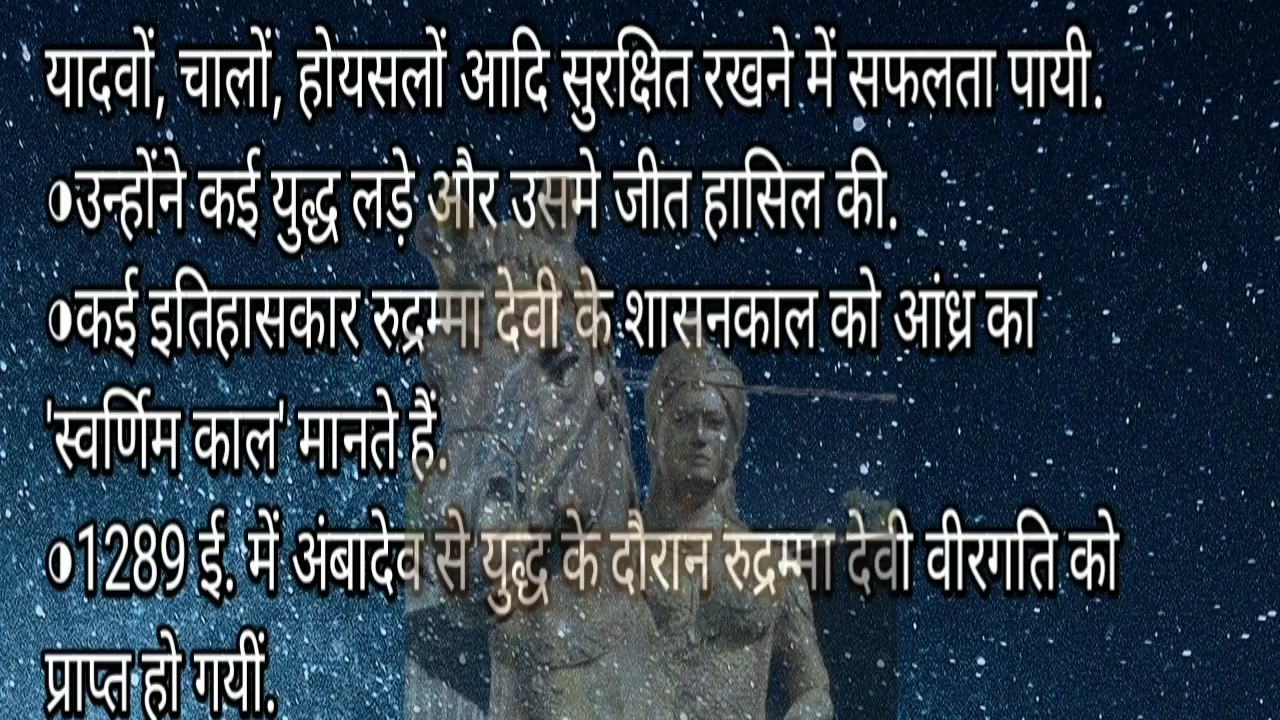 यादवों, चालों, होयसलों आदि सुरक्षित रखने में सफलता पायी.
०उन्होंने कई युद्ध लड़े और उसमे जीत हासिल की.
०कई इतिहासकार रुद्रम्मा देवी के शासनकाल को आंध्र का
'स्वर्णिम काल' मानते हैं.
०1289 ई. में अंबादेव से युद्ध के दौरान रुद्रम्मा देवी वीरगति को
प्राप्त हो गयीं.